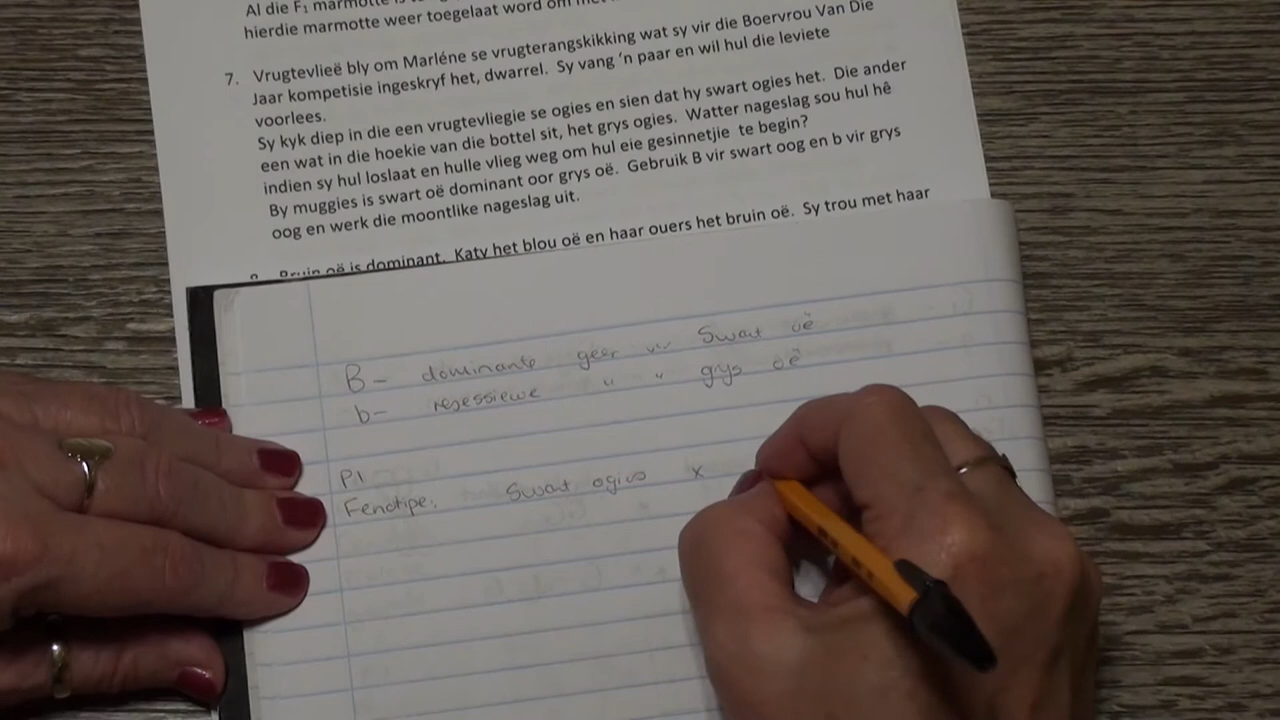 Al die F₁ marmotte is
hierdie marmotte weer toegelaat word om met
7. Vrugtevlieë bly om Marléne se vrugterangskikking wat sy vir die Boervrou Van Die
Jaar kompetisie ingeskryf het, dwarrel. Sy vang 'n paar en wil hul die leviete
voorlees.
Sy kyk diep in die een vrugtevliegie se ogies en sien dat hy swart ogies het. Die ander
een wat in die hoekie van die bottel sit, het grys ogies. Watter nageslag sou hul hê
indien sy hul loslaat en hulle vlieg weg om hul eie gesinnetjie te begin?
By muggies is swart oë dominant oor grys oë. Gebruik B vir swart oog en b vir grys
oog en werk die moontlike nageslag uit.
Bruin oë is dominant. Katy het blou oë en haar ouers het bruin oë. Sy trou met haar
B - dominante geen vir Swart oë
b - resessiewe " " grys oë
P1
Fenotipe: Swart ogies x